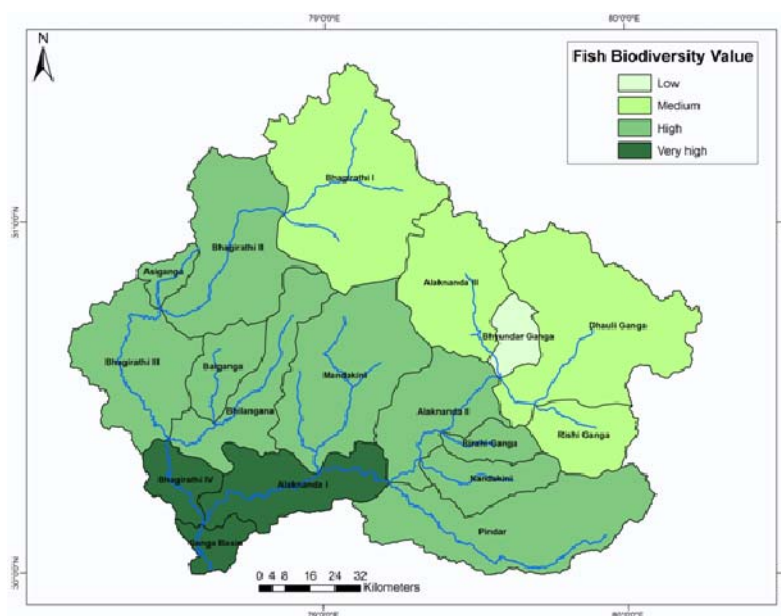 79°0'0"E 80°0'0"E
N
Fish Biodiversity Value
Low
Medium
High
Very high
Bhagirathi I
31°0'0"N
Bhagirathi II
Asiganga
Alaknanda III
Dhauli Ganga
Bhyundar Ganga
Bhagirathi III
Balganga
Mandakini
Bhilangana
Alaknanda II
Rishi Ganga
Birahi Ganga
Nandakini
Bhagirathi IV
Alaknanda I
Pindar
Ganga Basin
30°0'0"N
0 4 8 16 24 32
Kilometers
79°0'0"E 80°0'0"E